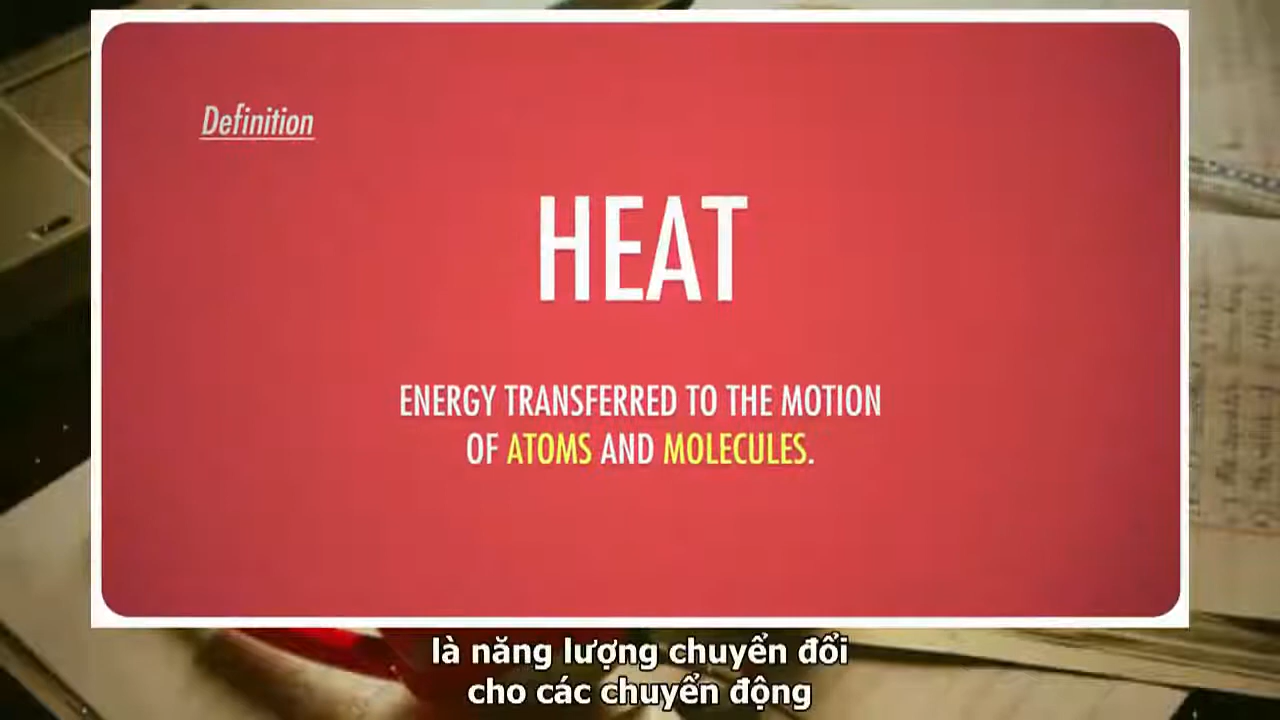 Definition
HEAT
ENERGY TRANSFERRED TO THE MOTION
OF ATOMS AND MOLECULES.
là năng lượng chuyển đổi
cho các chuyển động